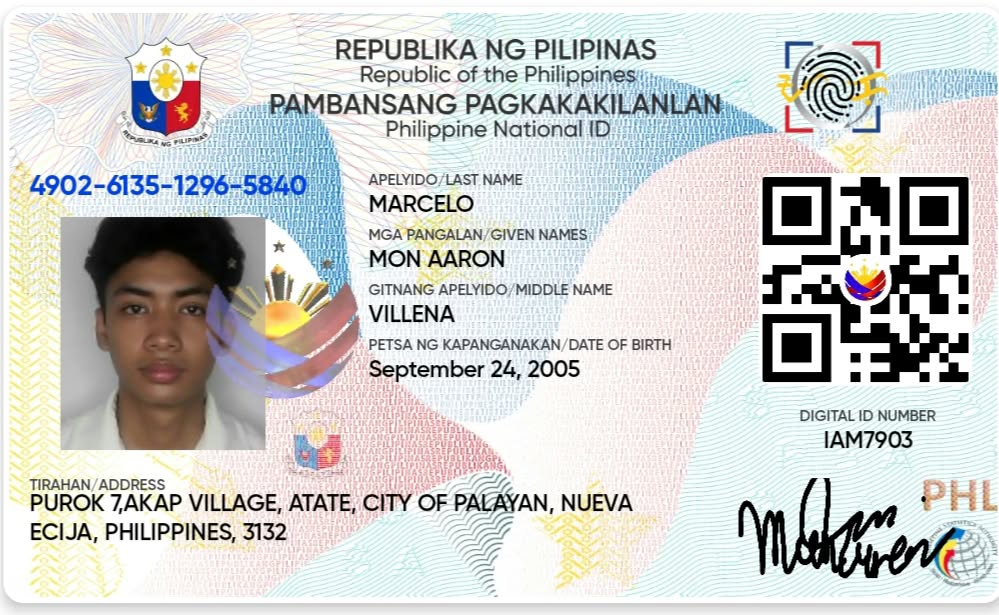 REPUBLIKA NG PILIPINAS
Republic of the Philippines
PAMBANSANG PAGKAKAKILANLAN
Philippine National ID
REPUBLIKA NG PILIPINAS
4902-6135-1296-5840
APELYIDO/LAST NAME
MARCELO
MGA PANGALAN/GIVEN NAMES
MON AARON
GITNANG APELYIDO/MIDDLE NAME
VILLENA
PETSA NG KAPANGANAKAN/DATE OF BIRTH
September 24, 2005
DIGITAL ID NUMBER
IAM7903
TIRAHAN/ADDRESS
PUROK 7,AKAP VILLAGE, ATATE, CITY OF PALAYAN, NUEVA
ECIJA, PHILIPPINES, 3132
PHL